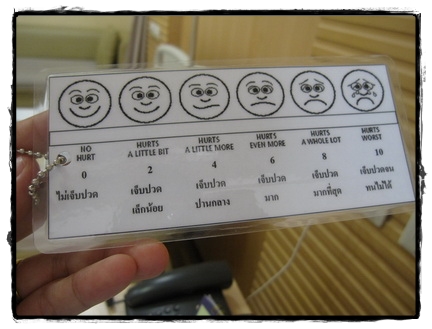 NO HURT
HURTS A LITTLE BIT
HURTS A LITTLE MORE
HURTS EVEN MORE
HURTS A WHOLE LOT
HURTS WORST
0 2 4 6 8 10
ไม่เจ็บปวด
เจ็บปวด เล็กน้อย
เจ็บปวด ปานกลาง
เจ็บปวด มาก
เจ็บปวด มากที่สุด
เจ็บปวดจน ทนไม่ได้